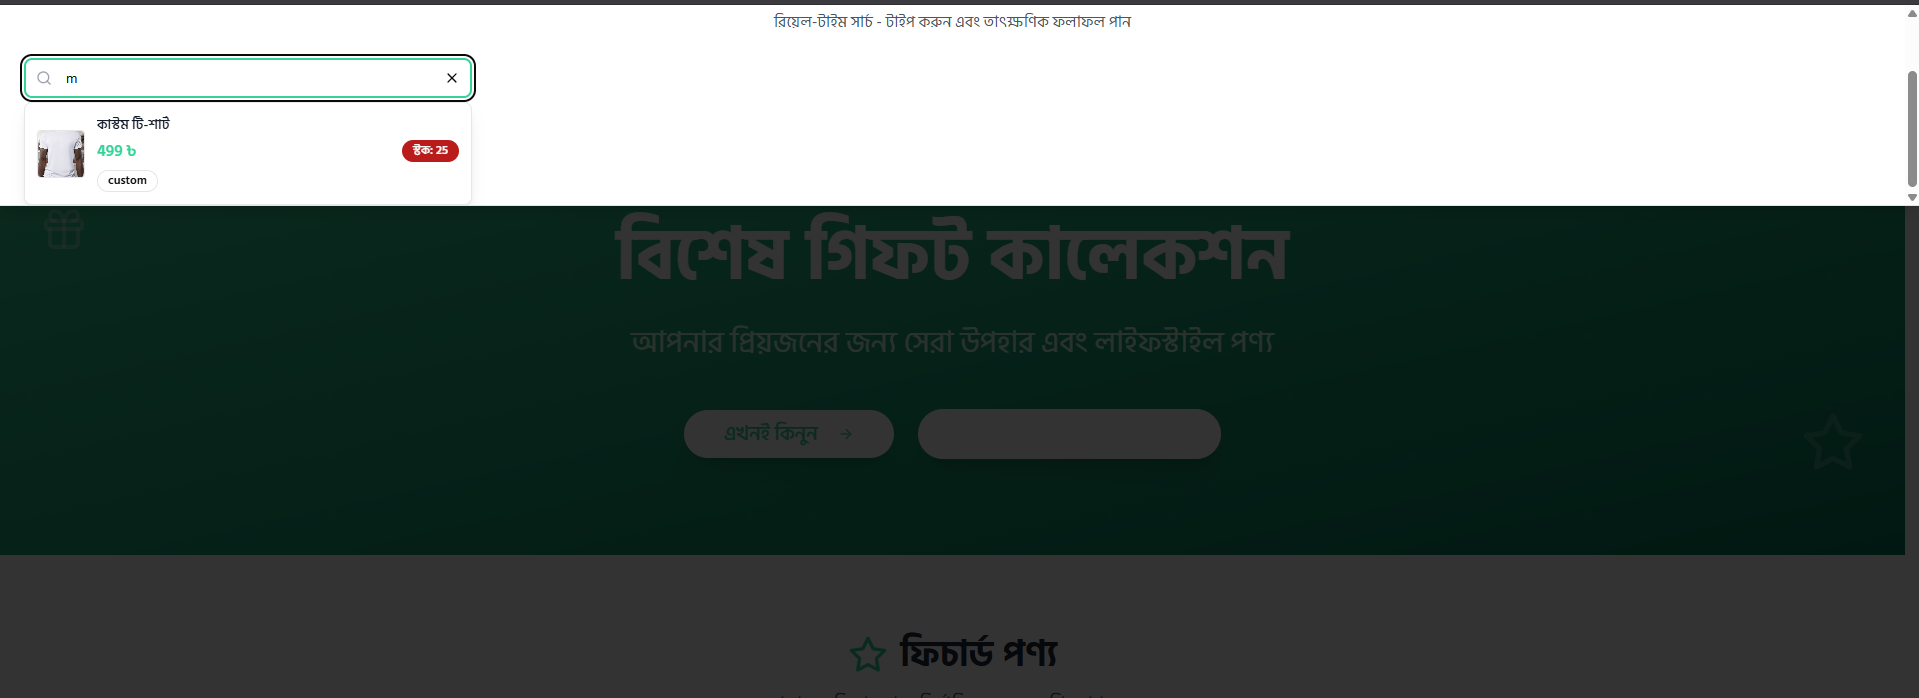 রিয়েল-টাইম সার্চ - টাইপ করুন এবং তাৎক্ষণিক ফলাফল পান
m
কাস্টম টি-শার্ট
499 ৳
স্টক: 25
custom
বিশেষ গিফট কালেকশন
আপনার প্রিয়জনের জন্য সেরা উপহার এবং লাইফস্টাইল পণ্য
এখনই কিনুন
ফিচার্ড পণ্য